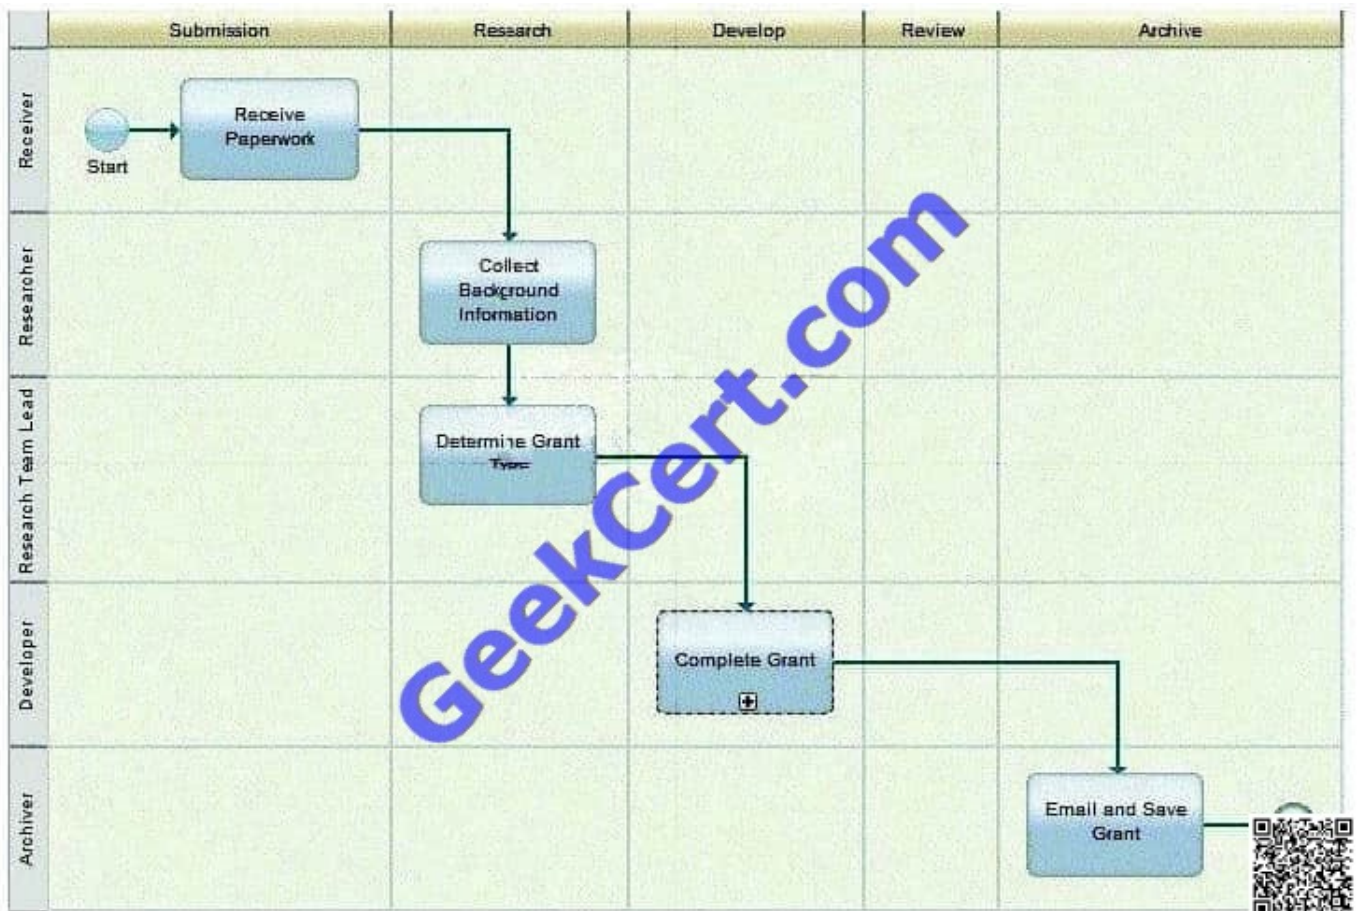 Submission
Research
Develop
Review
Archive
Receiver
Start
Receive
Paperwork
Researcher
Collect
Background
Information
Research Team Lead
Determine Grant
Type
Developer
Complete Grant
Archiver
Email and Save
Grant
GeekCert.com